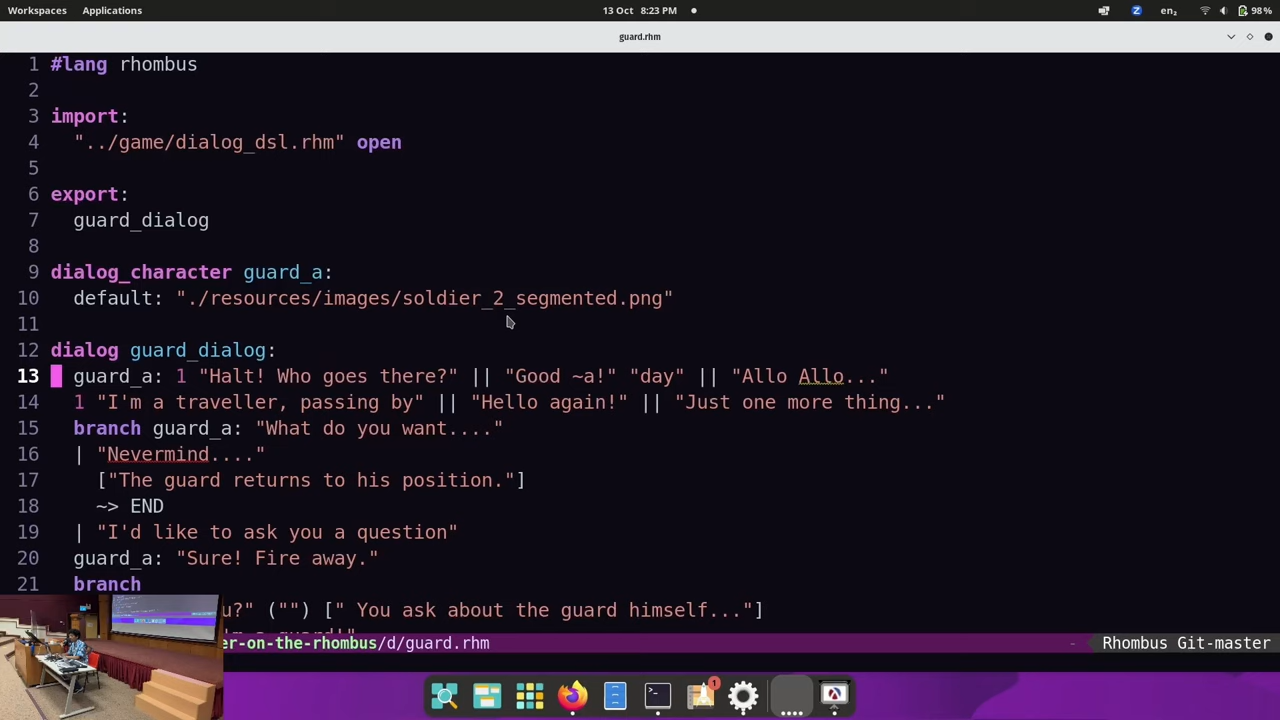 Workspaces Applications 13 Oct 8:23 PM en₂ 98%
guard.rhm
1 #lang rhombus
2
3 import:
4 "../game/dialog_dsl.rhm" open
5
6 export:
7 guard_dialog
8
9 dialog_character guard_a:
10 default: "./resources/images/soldier_2_segmented.png"
11
12 dialog guard_dialog:
13 guard_a: 1 "Halt! Who goes there?" || "Good ~a!" "day" || "Allo Allo..."
14 1 "I'm a traveller, passing by" || "Hello again!" || "Just one more thing..."
15 branch guard_a: "What do you want...."
16 | "Nevermind...."
17 ["The guard returns to his position."]
18 ~> END
19 | "I'd like to ask you a question"
20 guard_a: "Sure! Fire away."
21 branch
u?" ("") [" You ask about the guard himself..."]
er-on-the-rhombus/d/guard.rhm - Rhombus Git-master
1